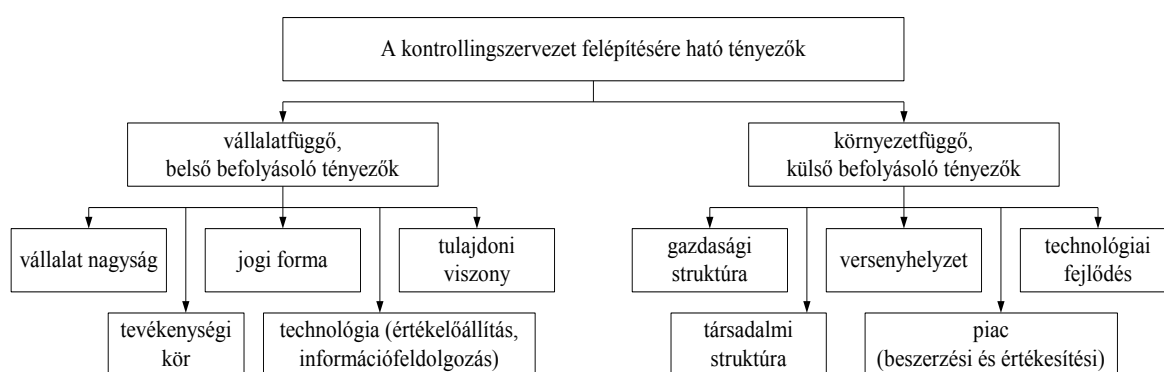 A kontrollingszervezet felépítésére ható tényezők
vállalatfüggő,
belső befolyásoló tényezők
környezetfüggő,
külső befolyásoló tényezők
vállalat nagyság
jogi forma
tulajdoni
viszony
gazdasági
struktúra
versenyhelyzet
technológiai
fejlődés
tevékenységi
kör
technológia (értékelőállítás,
információfeldolgozás)
társadalmi
struktúra
piac
(beszerzési és értékesítési)